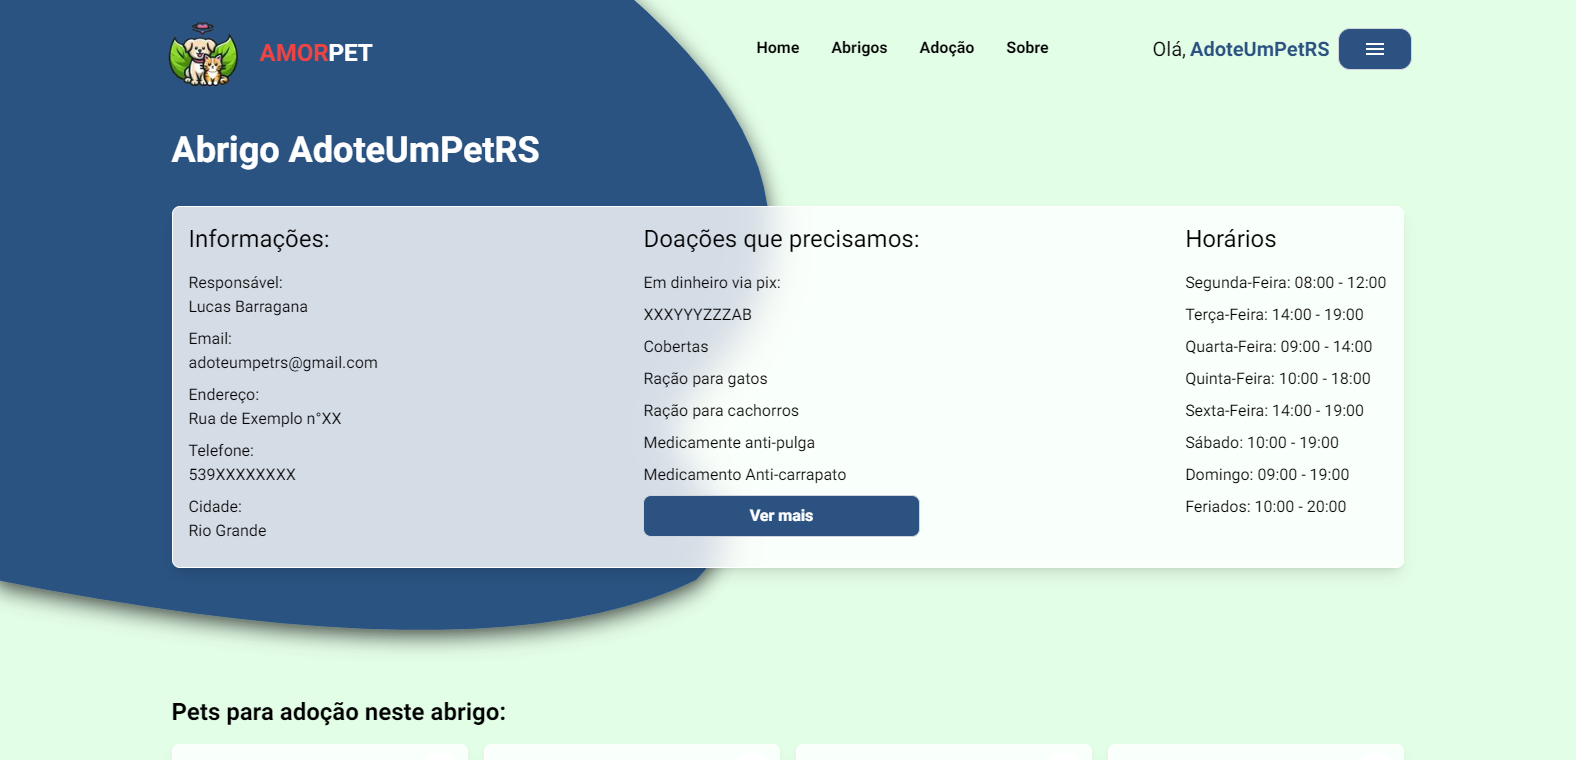 AMORPET
Home Abrigos Adoção Sobre
Olá, AdoteUmPetRS
Abrigo AdoteUmPetRS
Informações:
Responsável:
Lucas Barragana
Email:
adoteumpetrs@gmail.com
Endereço:
Rua de Exemplo n°XX
Telefone:
539XXXXXXXX
Cidade:
Rio Grande
Doações que precisamos:
Em dinheiro via pix:
XXXYYYZZZAB
Cobertas
Ração para gatos
Ração para cachorros
Medicamente anti-pulga
Medicamento Anti-carrapato
Ver mais
Horários
Segunda-Feira: 08:00 - 12:00
Terça-Feira: 14:00 - 19:00
Quarta-Feira: 09:00 - 14:00
Quinta-Feira: 10:00 - 18:00
Sexta-Feira: 14:00 - 19:00
Sábado: 10:00 - 19:00
Domingo: 09:00 - 19:00
Feriados: 10:00 - 20:00
Pets para adoção neste abrigo: